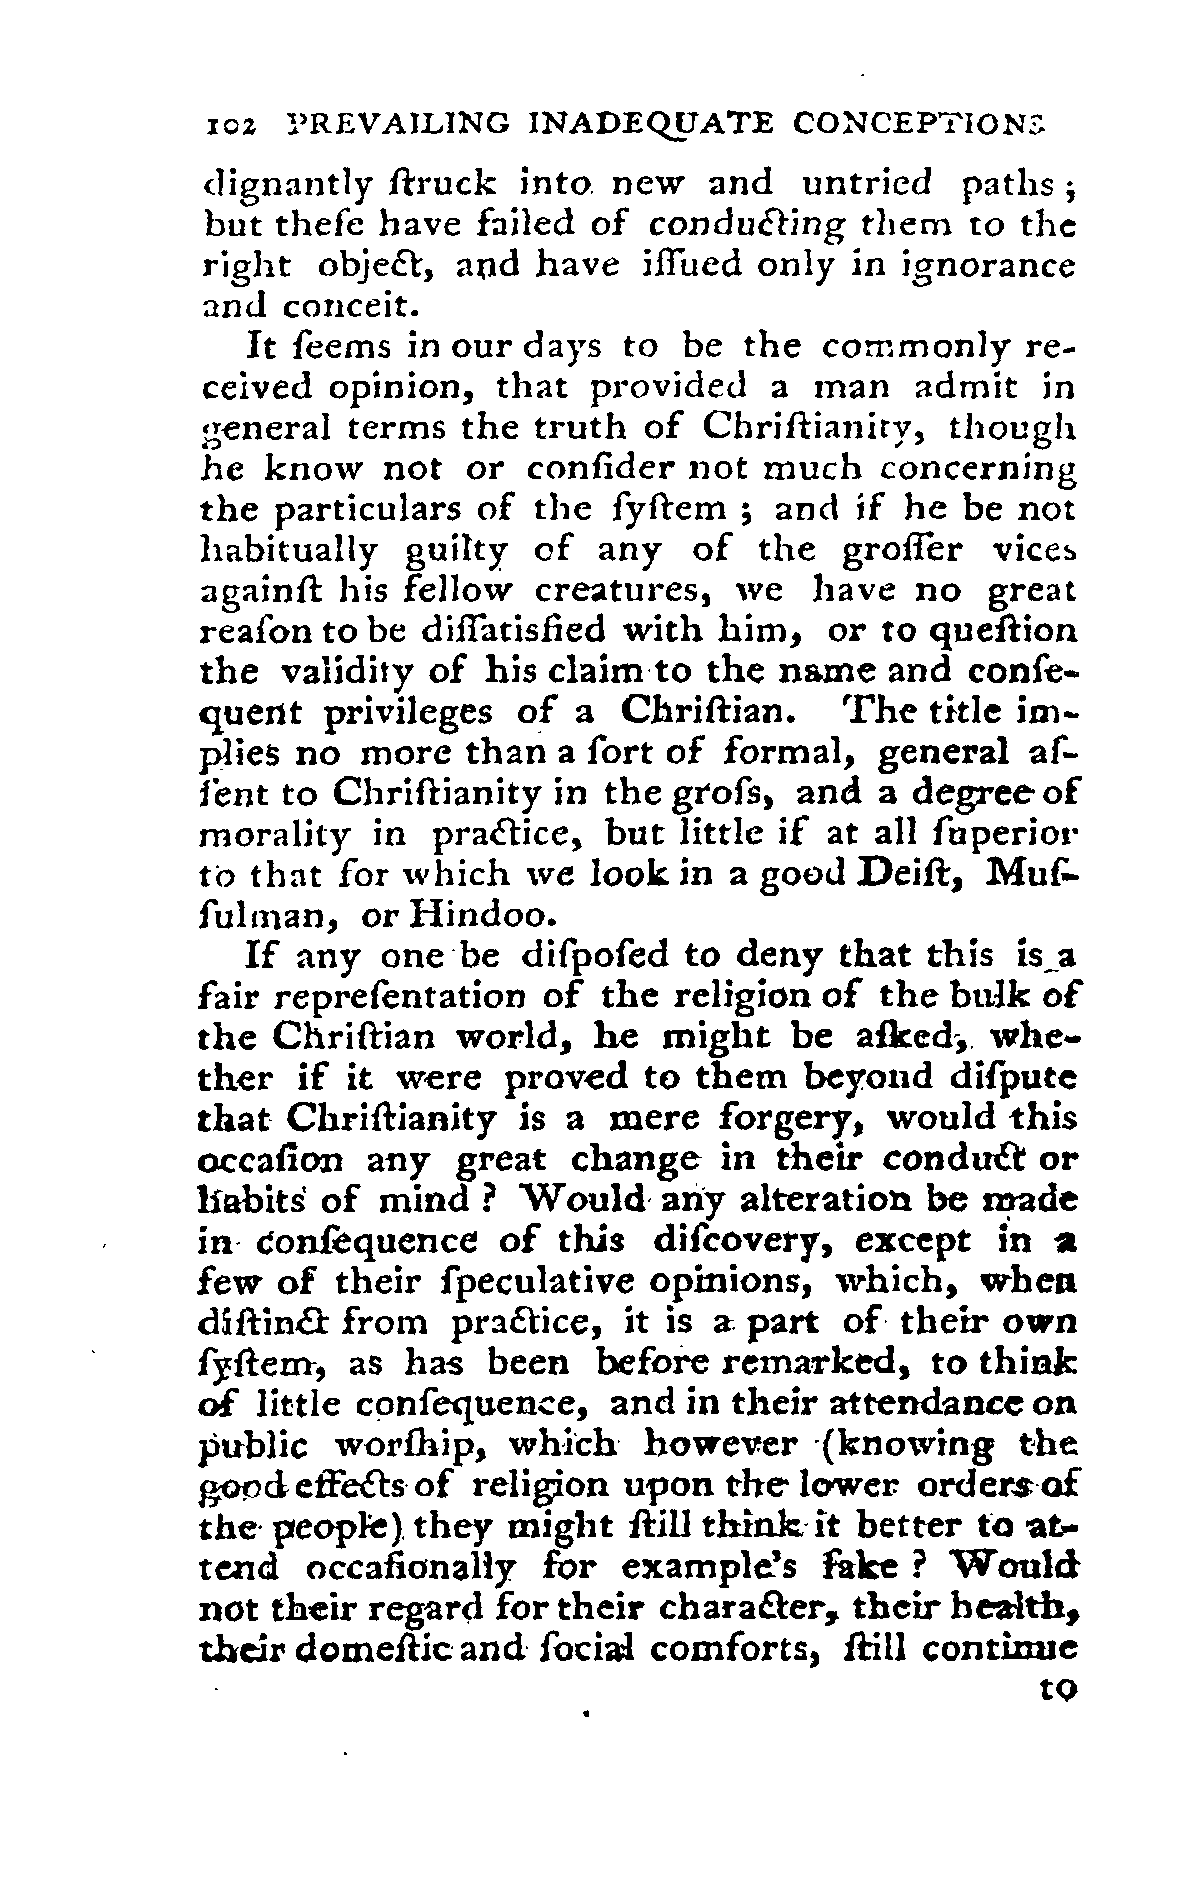 102 PREVAILING INADEQUATE CONCEPTIONS
dignantly ſtruck into new and untried paths;
but theſe have failed of conducting them to the
right object, and have iſſued only in ignorance
and conceit.
It ſeems in our days to be the commonly re-
ceived opinion, that provided a man admit in
general terms the truth of Chriſtianity, though
he know not or conſider not much concerning
the particulars of the ſyſtem; and if he be not
habitually guilty of any of the groſſer vices
againſt his fellow creatures, we have no great
reaſon to be diſſatisfied with him, or to queſtion
the validity of his claim to the name and conſe-
quent privileges of a Chriſtian. The title im-
plies no more than a ſort of formal, general aſ-
ſent to Chriſtianity in the groſs, and a degree of
morality in practice, but little if at all ſuperior
to that for which we look in a good Deiſt, Muſ-
ſulman, or Hindoo.
If any one be diſpoſed to deny that this is a
fair repreſentation of the religion of the bulk of
the Chriſtian world, he might be aſked, whe-
ther if it were proved to them beyond diſpute
that Chriſtianity is a mere forgery, would this
occaſion any great change in their conduct or
habits of mind? Would any alteration be made
in conſequence of this diſcovery, except in a
few of their ſpeculative opinions, which, when
diſtinct from practice, it is a part of their own
ſyſtem, as has been before remarked, to think
of little conſequence, and in their attendance on
public worſhip, which however (knowing the
good effects of religion upon the lower orders of
the people) they might ſtill think it better to at-
tend occaſionally for example's ſake? Would
not their regard for their character, their health,
their domeſtic and ſocial comforts, ſtill continue
to